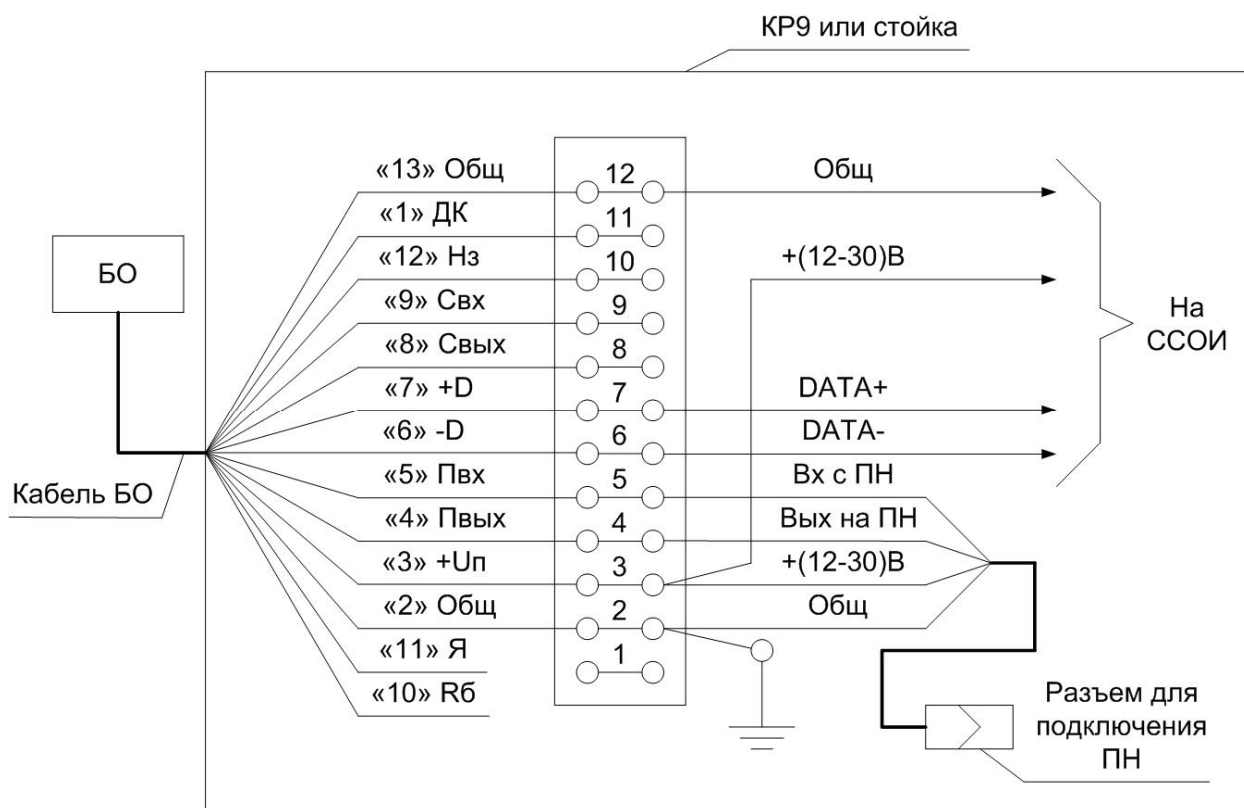 КР9 или стойка
«13» Общ 12 Общ
«1» ДК 11
«12» Нз 10 +(12-30)В
БО
«9» Свх 9
На
ССОИ
«8» Свых 8
«7» +D 7 DATA+
«6» -D 6 DATA-
«5» Пвх 5 Вх с ПН
Кабель БО
«4» Пвых 4 Вых на ПН
«3» +Uп 3 +(12-30)В
«2» Общ 2 Общ
«11» Я 1
«10» Rб
Разъем для
подключения
ПН